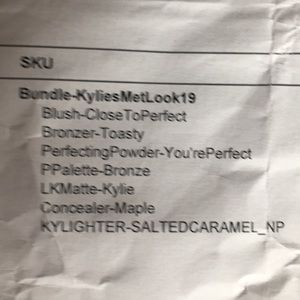 SKU
Bundle-KyliesMetLook19
Blush-CloseToPerfect
Bronzer-Toasty
PerfectingPowder-You'rePerfect
PPalette-Bronze
LKMatte-Kylie
Concealer-Maple
KYLIGHTER-SALTEDCARAMEL_NP